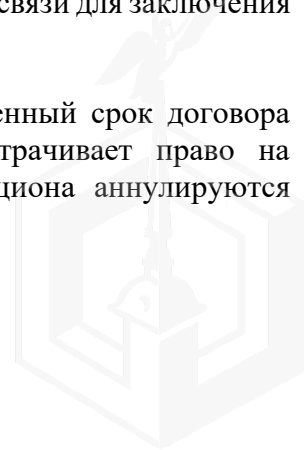 связи для заключения
енный срок договора
трачивает право на
циона аннулируются